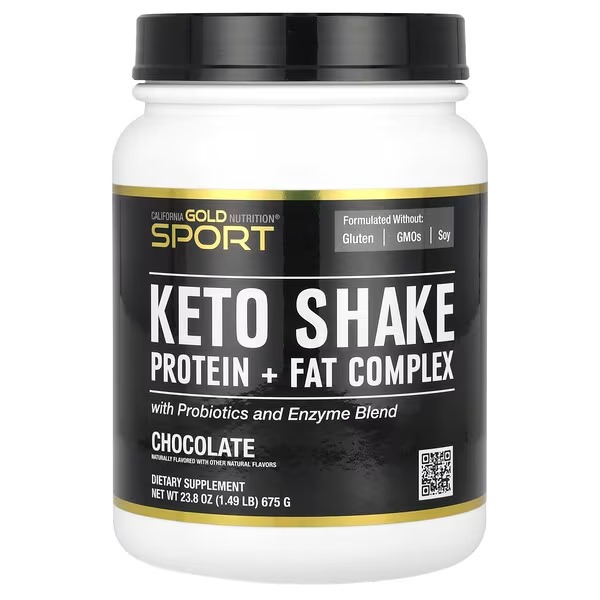 CALIFORNIA GOLD NUTRITION®
SPORT
Formulated Without:
Gluten | GMOs | Soy
KETO SHAKE
PROTEIN + FAT COMPLEX
with Probiotics and Enzyme Blend
CHOCOLATE
NATURALLY FLAVORED WITH OTHER NATURAL FLAVORS
DIETARY SUPPLEMENT
NET WT 23.8 OZ (1.49 LB) 675 G